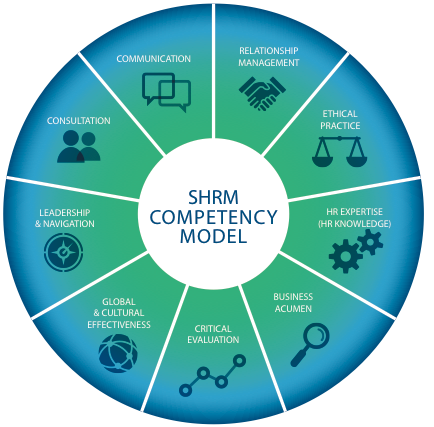 SHRM
COMPETENCY
MODEL
RELATIONSHIP
MANAGEMENT
ETHICAL
PRACTICE
HR EXPERTISE
(HR KNOWLEDGE)
BUSINESS
ACUMEN
CRITICAL
EVALUATION
GLOBAL
& CULTURAL
EFFECTIVENESS
LEADERSHIP
& NAVIGATION
CONSULTATION
COMMUNICATION